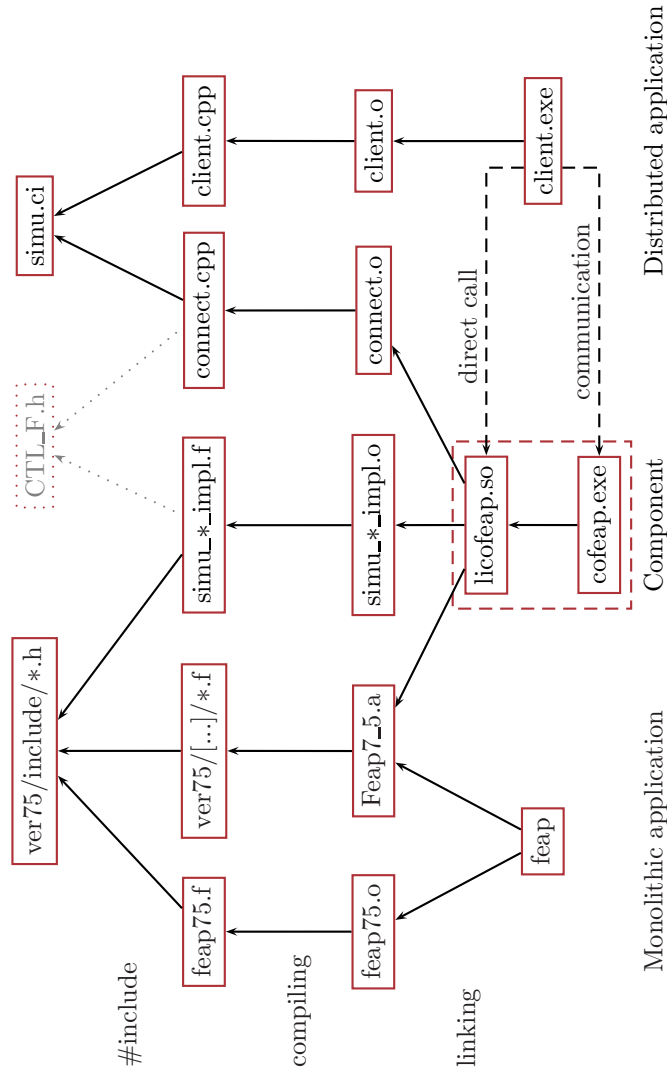 ver75/include/*.h
CTL_F.h
simu.ci
#include
feap75.f
ver75/[...]/*.f
simu_*_impl.f
connect.cpp
client.cpp
compiling
feap75.o
Feap7_5.a
simu_*_impl.o
connect.o
client.o
linking
feap
licofeap.so
direct call
client.exe
cofeap.exe
communication
Monolithic application
Component
Distributed application